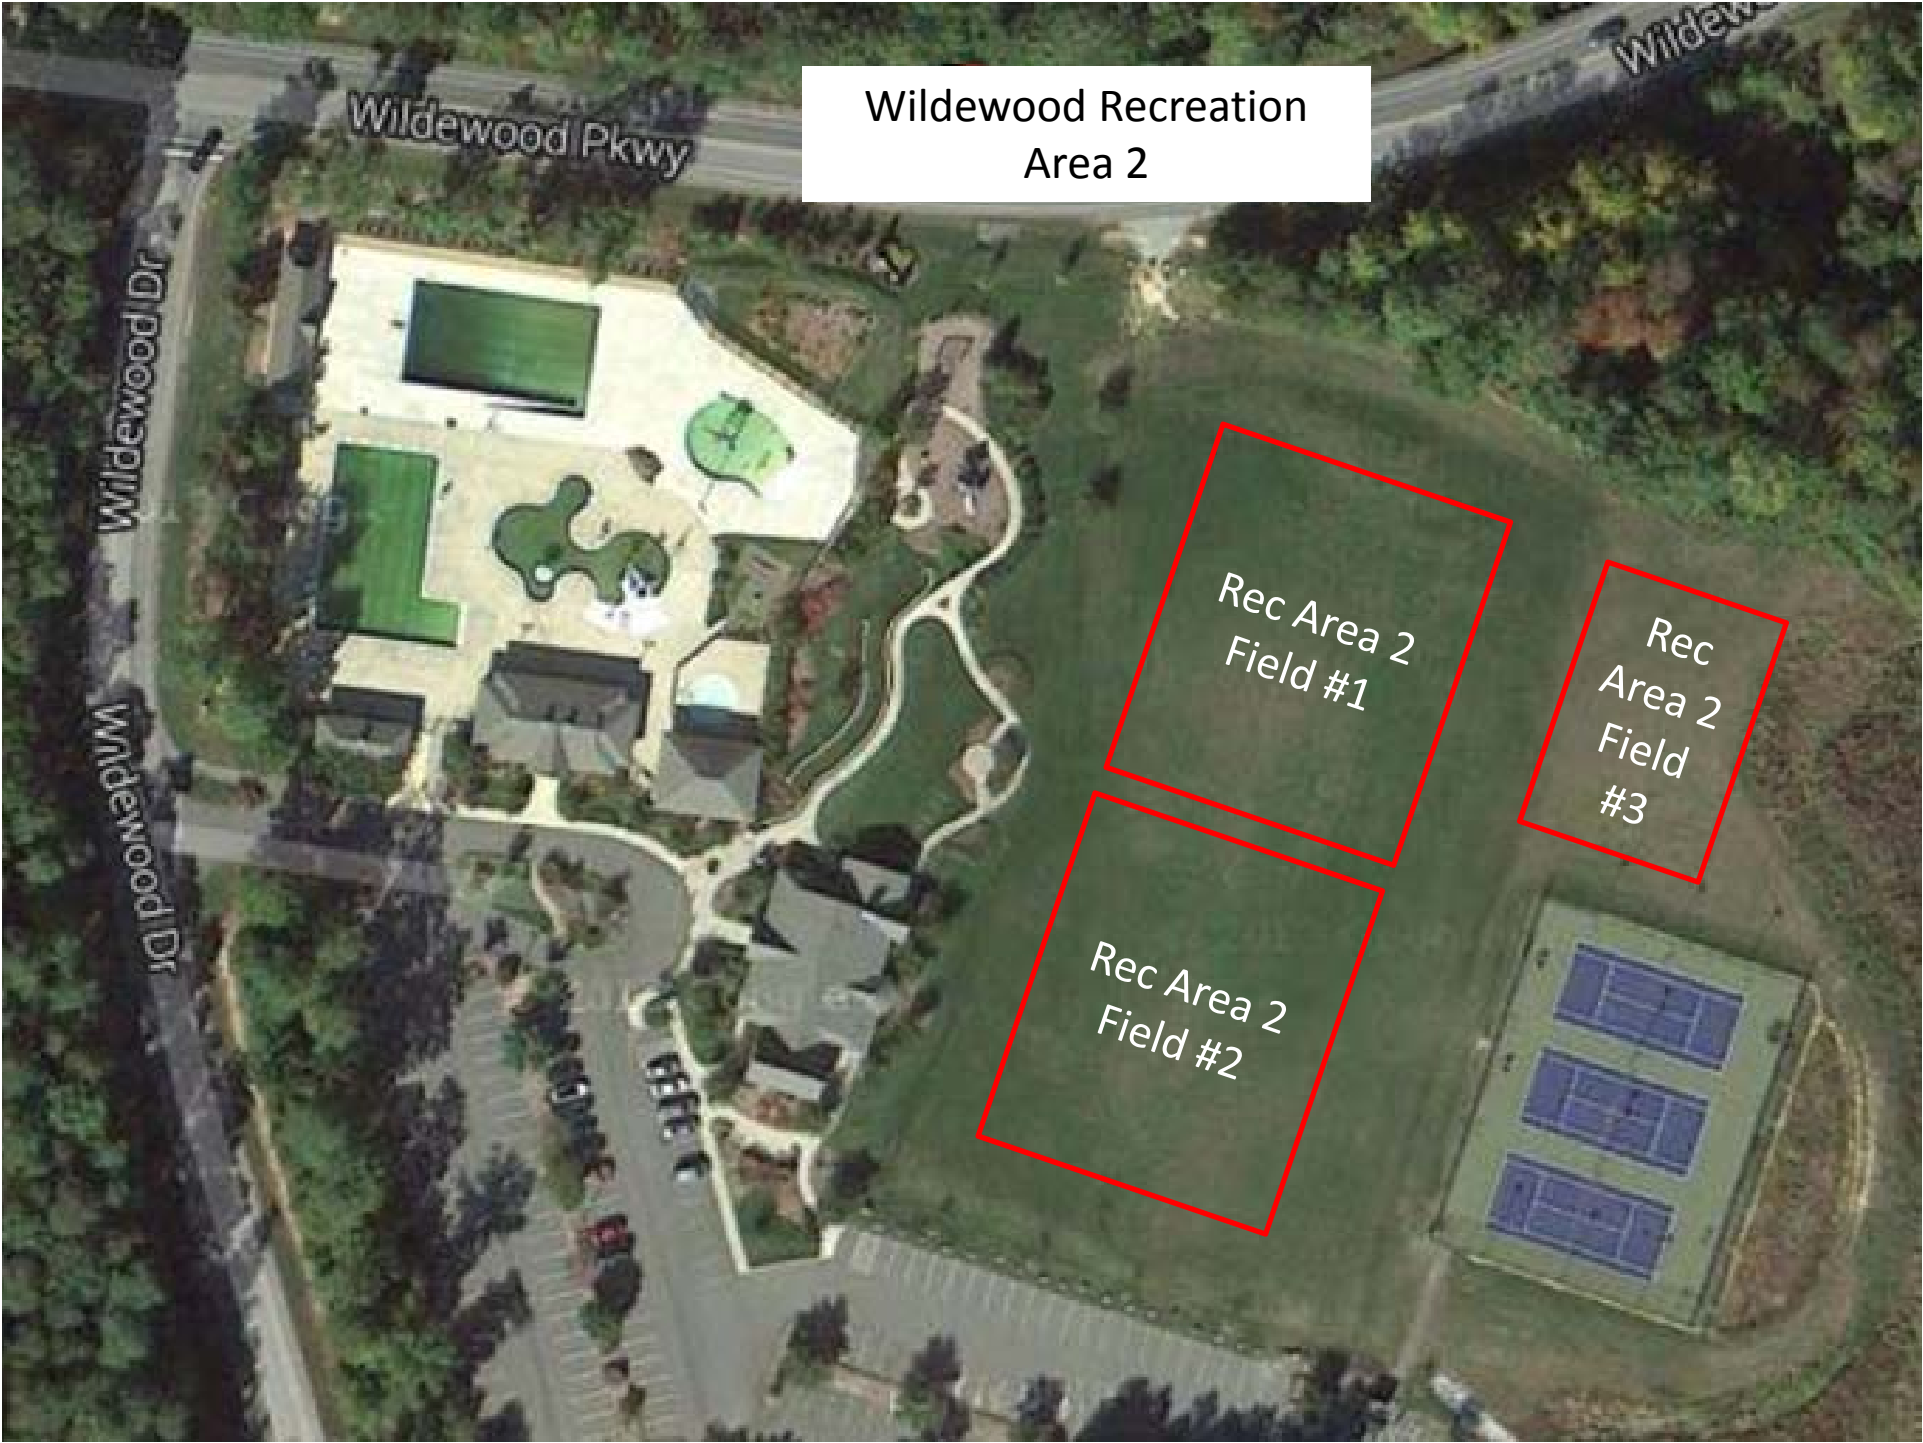 Wildew
Wildewood Pkwy
Wildewood Recreation
Area 2
Wildewood Dr
Rec Area 2
Field #1
Rec
Area 2
Field
#3
Wildewood Dr
Rec Area 2
Field #2